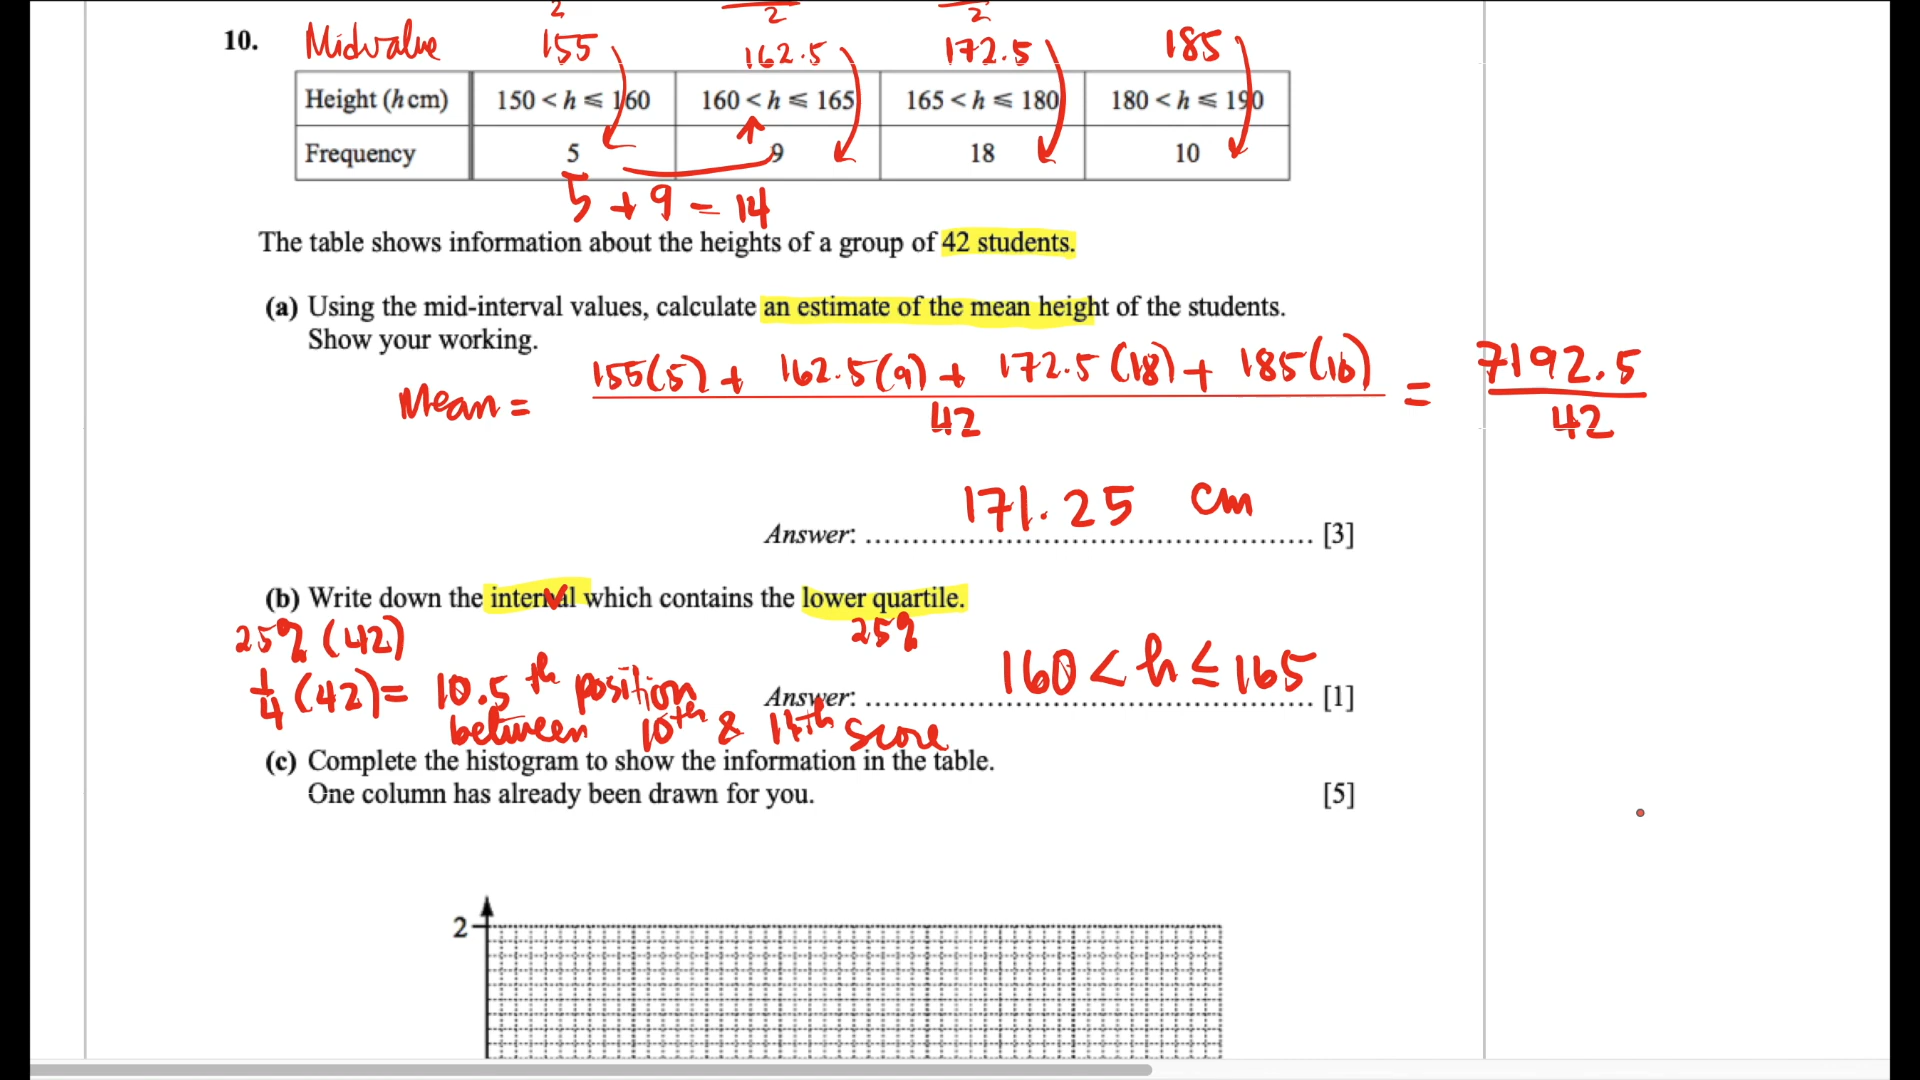 2 2 2
10. Midvalue 155 162.5 172.5 185
Height (h cm) 150 < h ⩽ 160 160 < h ⩽ 165 165 < h ⩽ 180 180 < h ⩽ 190
Frequency 5 9 18 10
5 + 9 = 14
The table shows information about the heights of a group of 42 students.
(a) Using the mid-interval values, calculate an estimate of the mean height of the students.
Show your working.
Mean = 155(5) + 162.5(9) + 172.5(18) + 185(10) = 7192.5
42 42
171.25 cm
Answer: .................................................. [3]
(b) Write down the interval which contains the lower quartile.
25% (42) 25%
1/4 (42) = 10.5th position
160 < h ≤ 165
Answer: .................................................. [1]
between 10th & 11th score
(c) Complete the histogram to show the information in the table.
One column has already been drawn for you. [5]
2